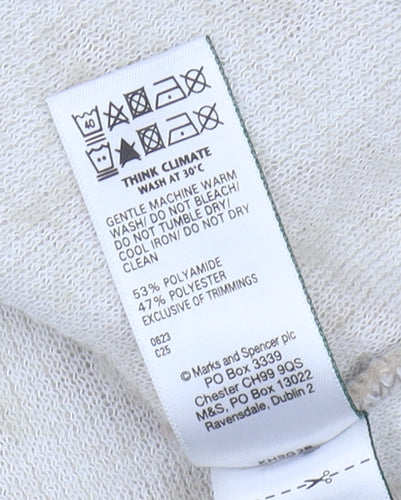 40
THINK CLIMATE
WASH AT 30°C
GENTLE MACHINE WARM
WASH/ DO NOT BLEACH/
DO NOT TUMBLE DRY/
COOL IRON/ DO NOT DRY
CLEAN
53% POLYAMIDE
47% POLYESTER
EXCLUSIVE OF TRIMMINGS
0823
C25
© Marks and Spencer plc
PO Box 3339
Chester CH99 9QS
M&S, PO Box 13022
Ravensdale, Dublin 2